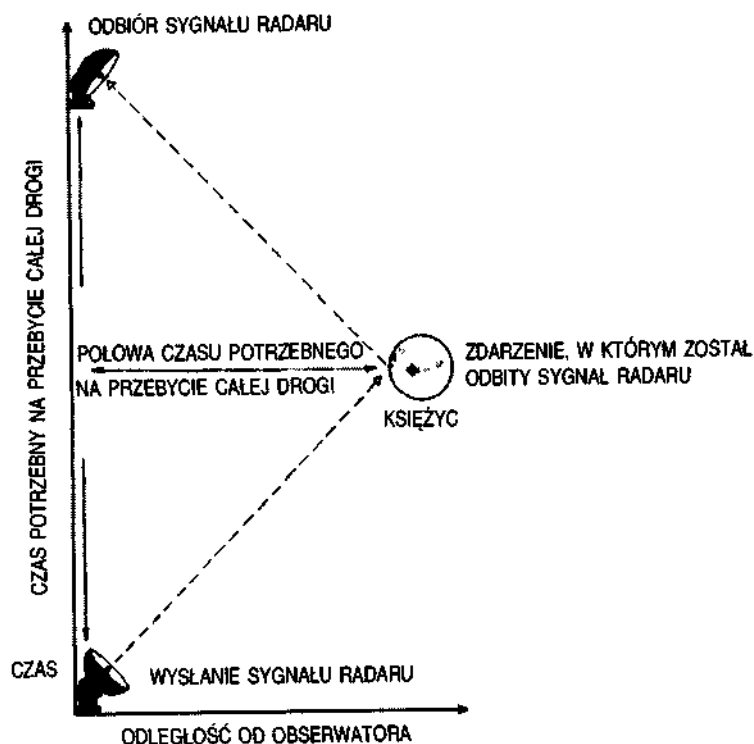 ODBIÓR SYGNAŁU RADARU
CZAS POTRZEBNY NA PRZEBYCIE CAŁEJ DROGI
POŁOWA CZASU POTRZEBNEGO
NA PRZEBYCIE CAŁEJ DROGI
ZDARZENIE, W KTÓRYM ZOSTAŁ
ODBITY SYGNAŁ RADARU
KSIĘŻYC
CZAS
WYSŁANIE SYGNAŁU RADARU
ODLEGŁOŚĆ OD OBSERWATORA